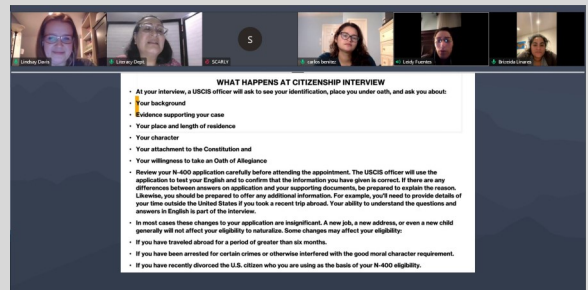 Lindsay Davis
Literacy Dept.
S
SCARLY
carlos benitez
Leidy Fuentes
Briseida Linares
WHAT HAPPENS AT CITIZENSHIP INTERVIEW
• At your interview, a USCIS officer will ask to see your identification, place you under oath, and ask you about:
• Your background
• Evidence supporting your case
• Your place and length of residence
• Your character
• Your attachment to the Constitution and
• Your willingness to take an Oath of Allegiance
• Review your N-400 application carefully before attending the appointment. The USCIS officer will use the
application to test your English and to confirm that the information you have given is correct. If there are any
differences between answers on application and your supporting documents, be prepared to explain the reason.
Likewise, you should be prepared to offer any additional information. For example, you'll need to provide details of
your time outside the United States if you took a recent trip abroad. Your ability to understand the questions and
answers in English is part of the interview.
• In most cases these changes to your application are insignificant. A new job, a new address, or even a new child
generally will not affect your eligibility to naturalize. Some changes may affect your eligibility:
• If you have traveled abroad for a period of greater than six months.
• If you have been arrested for certain crimes or otherwise interfered with the good moral character requirement.
• If you have recently divorced the U.S. citizen who you are using as the basis of your N-400 eligibility.